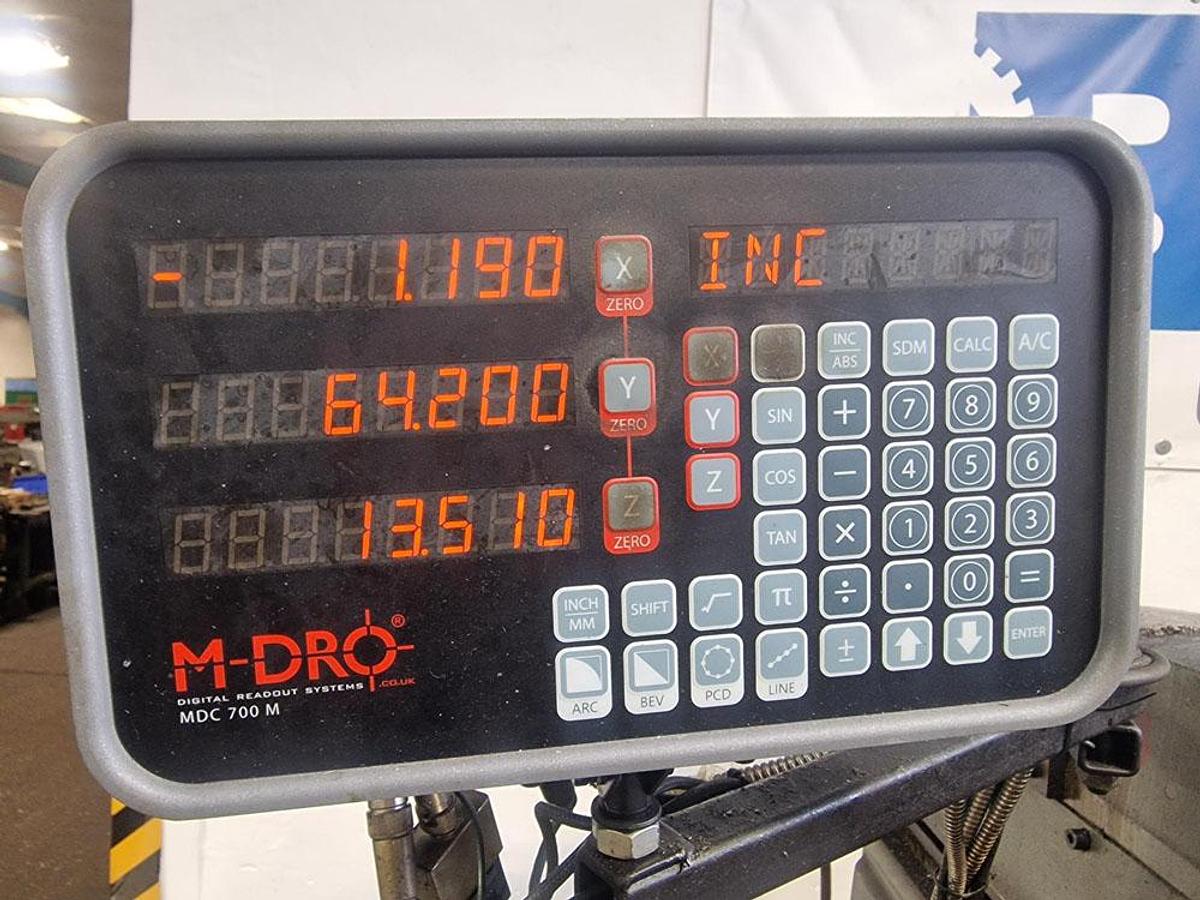 - 1.190 X INC
ZERO
64.200 Y
ZERO
13.510 Z
ZERO
X INC/ABS SDM CALC A/C
Y SIN + 7 8 9
Z COS − 4 5 6
TAN × 1 2 3
INCH/MM SHIFT √ π ÷ · 0 =
ARC BEV PCD LINE ± ENTER
M-DRO®
.CO.UK
DIGITAL READOUT SYSTEMS
MDC 700 M